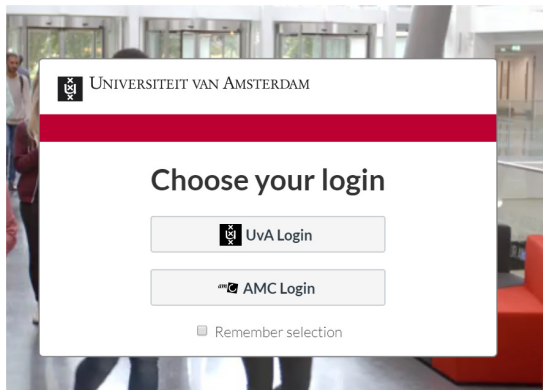 UNIVERSITEIT VAN AMSTERDAM
Choose your login
UvA Login
AMC Login
Remember selection